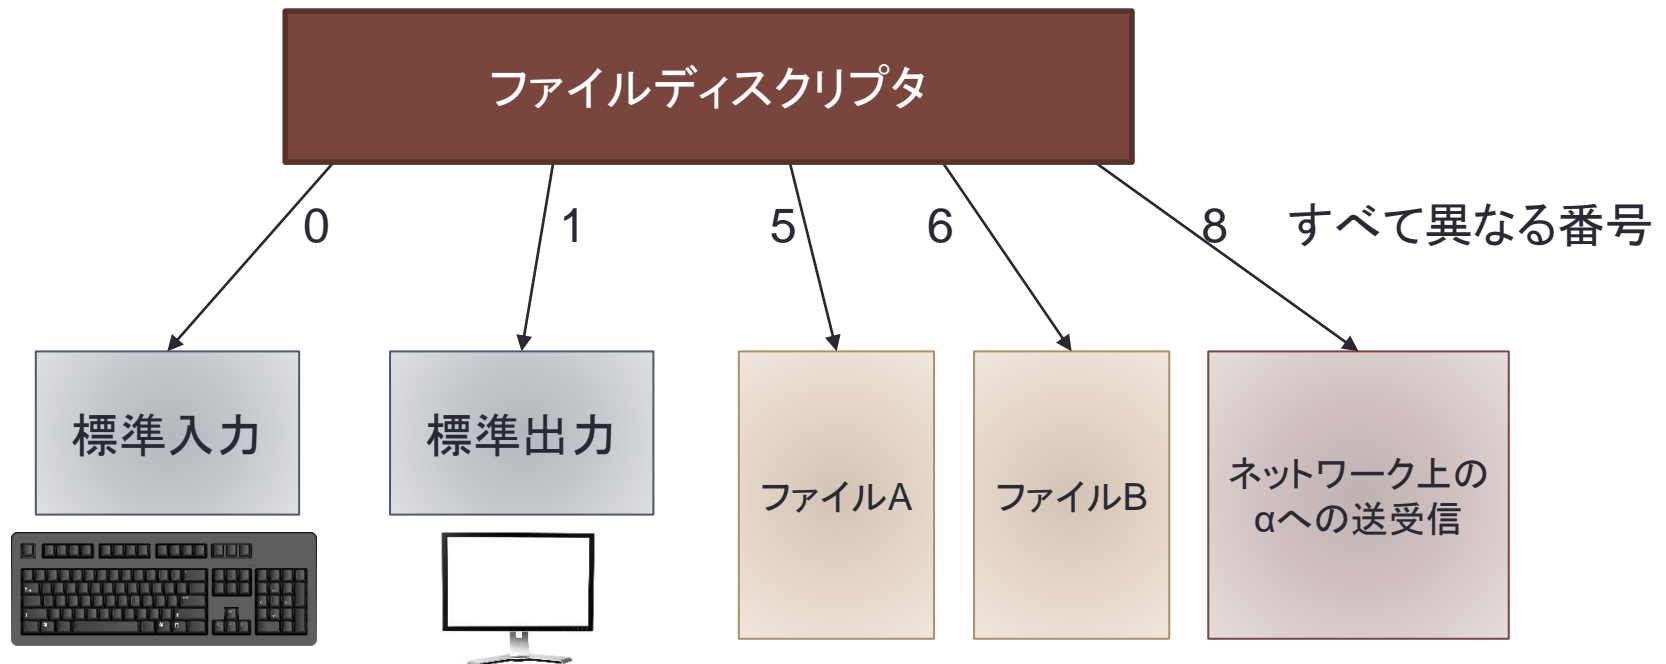 ファイルディスクリプタ
0
1
5
6
8
すべて異なる番号
標準入力
標準出力
ファイルA
ファイルB
ネットワーク上の
αへの送受信